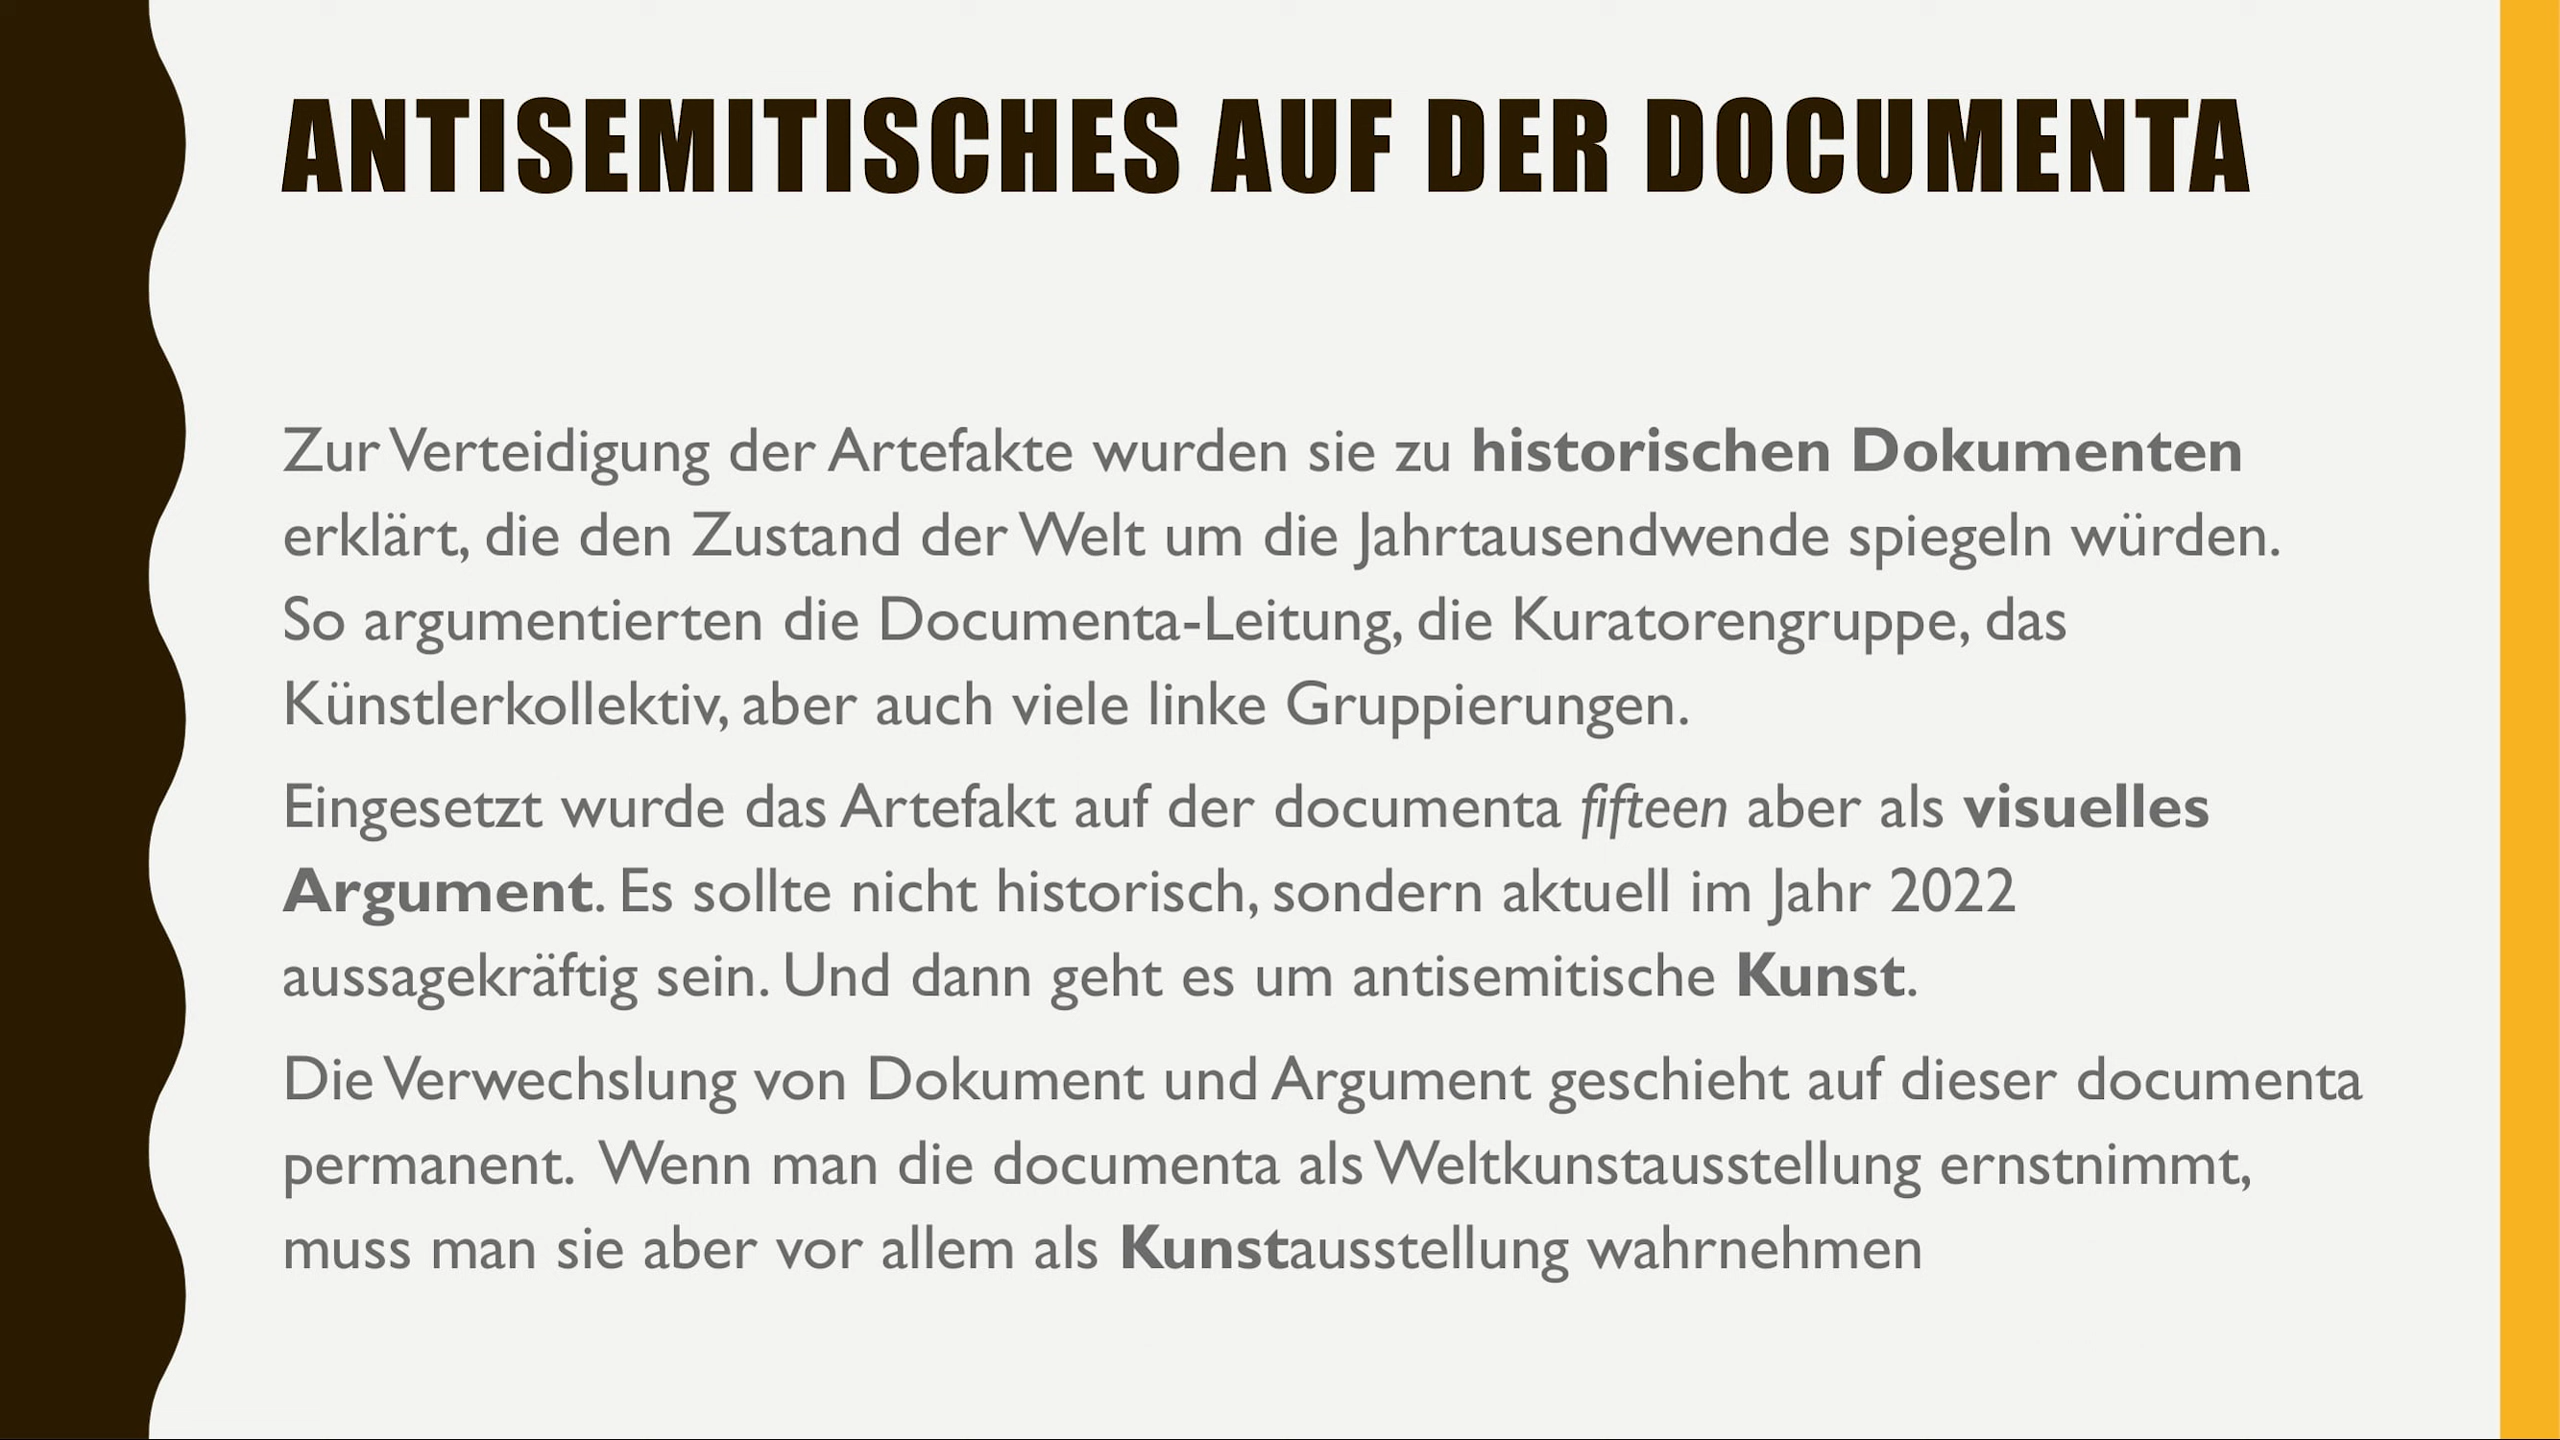 ANTISEMITISCHES AUF DER DOCUMENTA
Zur Verteidigung der Artefakte wurden sie zu historischen Dokumenten
erklärt, die den Zustand der Welt um die Jahrtausendwende spiegeln würden.
So argumentierten die Documenta-Leitung, die Kuratorengruppe, das
Künstlerkollektiv, aber auch viele linke Gruppierungen.
Eingesetzt wurde das Artefakt auf der documenta fifteen aber als visuelles
Argument. Es sollte nicht historisch, sondern aktuell im Jahr 2022
aussagekräftig sein. Und dann geht es um antisemitische Kunst.
Die Verwechslung von Dokument und Argument geschieht auf dieser documenta
permanent. Wenn man die documenta als Weltkunstausstellung ernstnimmt,
muss man sie aber vor allem als Kunstausstellung wahrnehmen